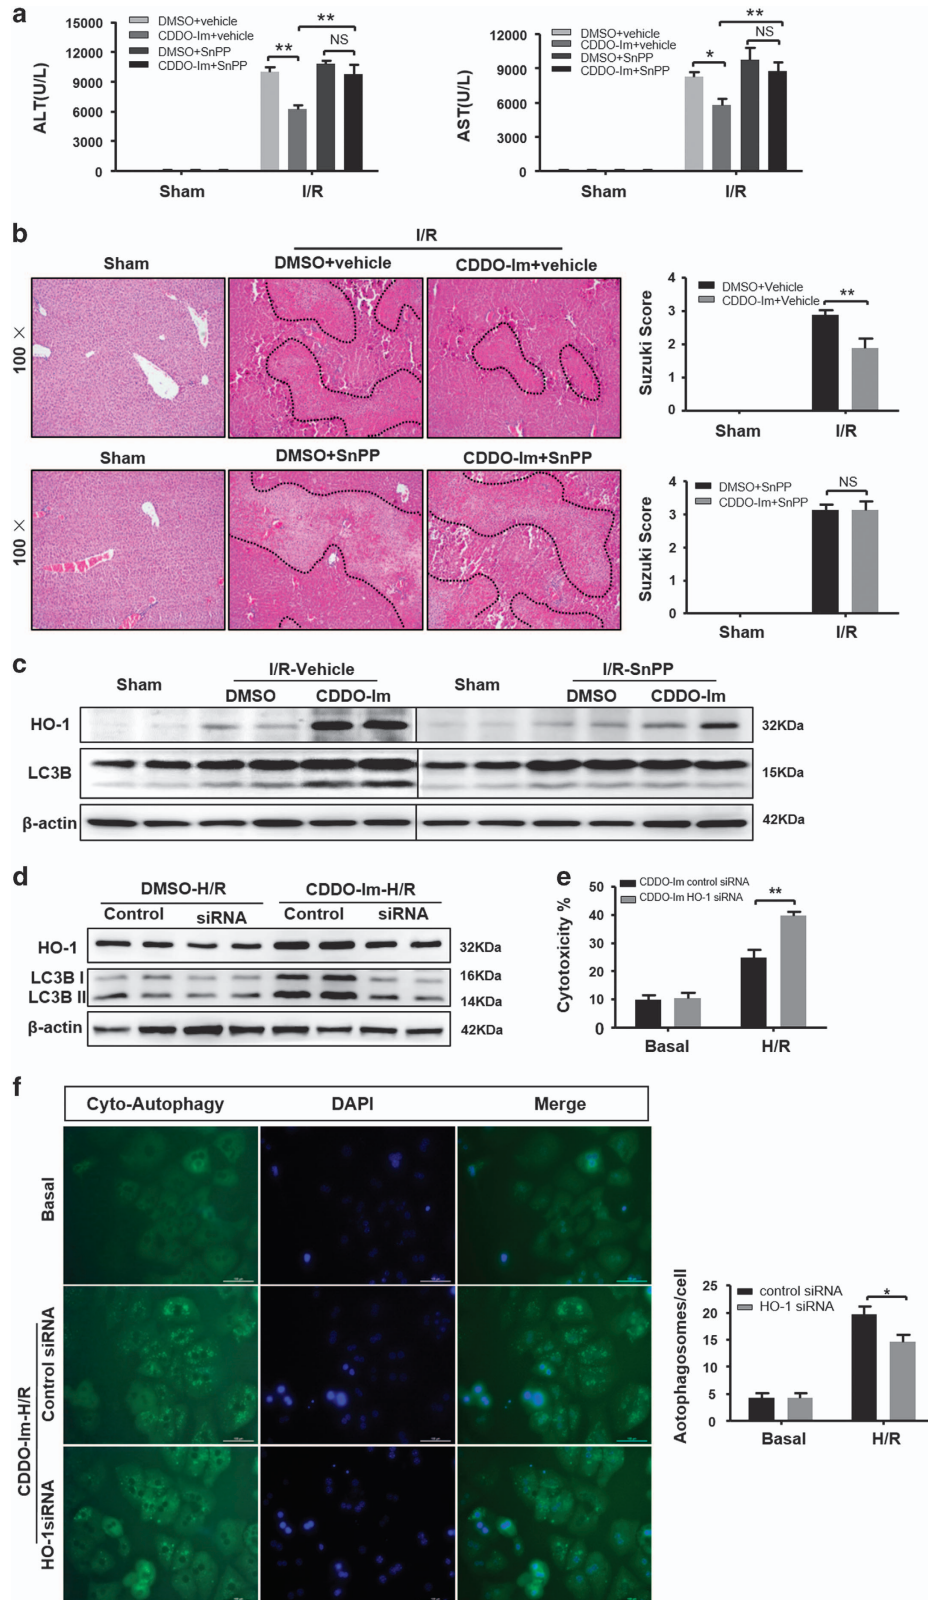 a
15000
12000
9000
6000
3000
0
ALT(U/L)
DMSO+vehicle
CDDO-Im+vehicle
DMSO+SnPP
CDDO-Im+SnPP
**
**
NS
Sham
I/R
12000
9000
6000
3000
0
AST(U/L)
DMSO+vehicle
CDDO-Im+vehicle
DMSO+SnPP
CDDO-Im+SnPP
**
*
NS
Sham
I/R
b
I/R
Sham
DMSO+vehicle
CDDO-Im+vehicle
100 ×
4
3
2
1
0
Suzuki Score
DMSO+Vehicle
CDDO-Im+Vehicle
**
Sham
I/R
Sham
DMSO+SnPP
CDDO-Im+SnPP
100 ×
5
4
3
2
1
0
Suzuki Score
DMSO+SnPP
CDDO-Im+SnPP
NS
Sham
I/R
c
Sham
I/R-Vehicle
DMSO
CDDO-Im
Sham
I/R-SnPP
DMSO
CDDO-Im
HO-1
32KDa
LC3B
15KDa
β-actin
42KDa
d
DMSO-H/R
CDDO-Im-H/R
Control
siRNA
Control
siRNA
HO-1
32KDa
LC3B I
16KDa
LC3B II
14KDa
β-actin
42KDa
e
50
40
30
20
10
0
Cytotoxicity %
CDDO-Im control siRNA
CDDO-Im HO-1 siRNA
**
Basal
H/R
f
Cyto-Autophagy
DAPI
Merge
Basal
CDDO-Im-H/R
Control siRNA
HO-1siRNA
25
20
15
10
5
0
Aotophagosomes/cell
control siRNA
HO-1 siRNA
*
Basal
H/R